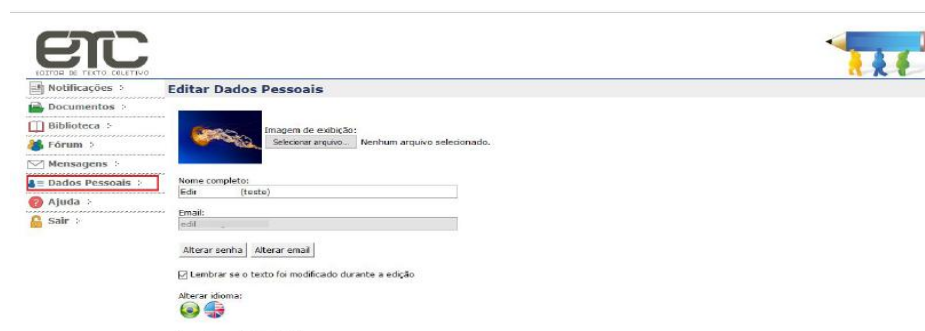 ETC
EDITOR DE TEXTO COLETIVO
Notificações >
Documentos >
Biblioteca >
Fórum >
Mensagens >
Dados Pessoais >
Ajuda >
Sair >
Editar Dados Pessoais
Imagem de exibição:
Selecionar arquivo... Nenhum arquivo selecionado.
Nome completo:
(teste)
Email:
Alterar senha Alterar email
Lembrar se o texto foi modificado durante a edição
Alterar idioma: